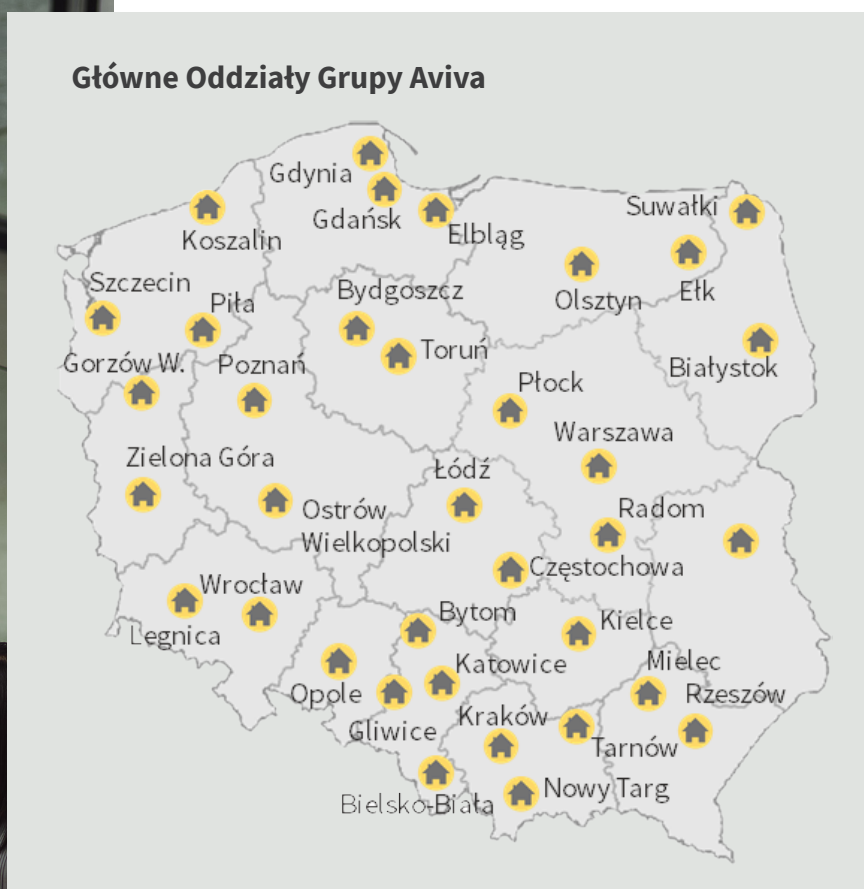 Główne Oddziały Grupy Aviva
Gdynia
Gdańsk
Suwałki
Koszalin
Elbląg
Szczecin
Piła
Bydgoszcz
Olsztyn
Ełk
Gorzów W.
Poznań
Toruń
Białystok
Płock
Warszawa
Zielona Góra
Łódź
Ostrów
Wielkopolski
Radom
Częstochowa
Wrocław
Legnica
Bytom
Kielce
Katowice
Mielec
Opole
Rzeszów
Gliwice
Kraków
Tarnów
Bielsko-Biała
Nowy Targ